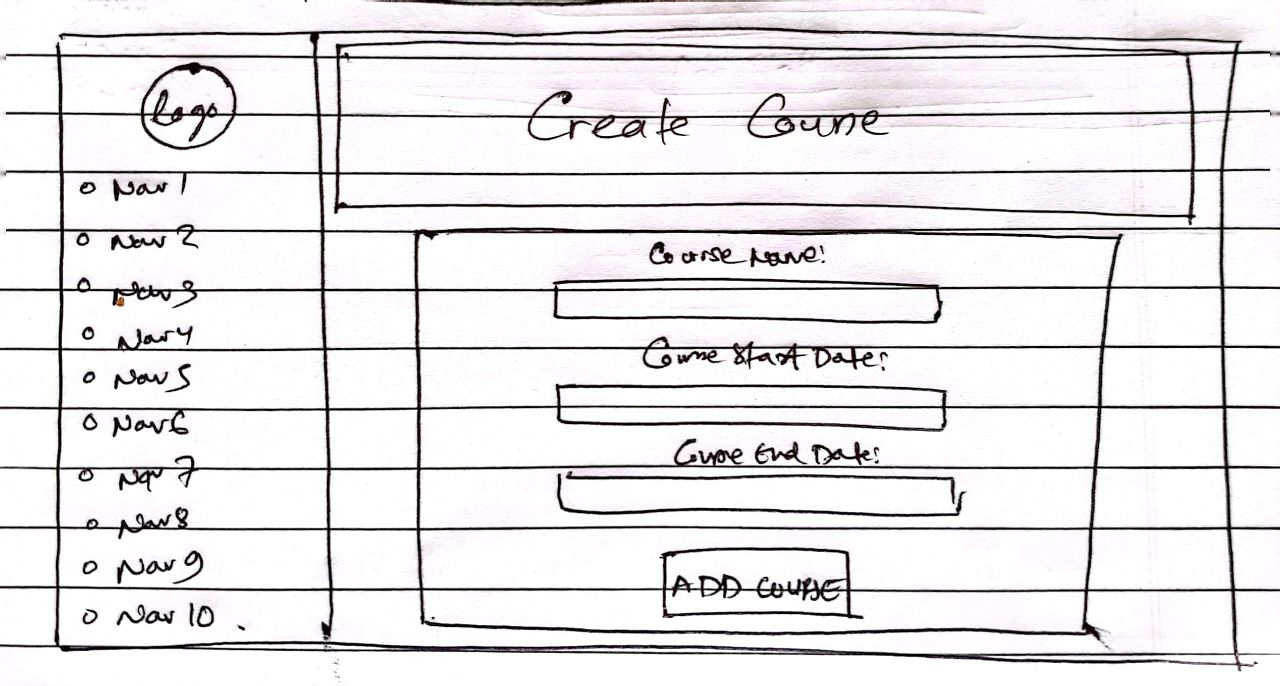 Logo
Nav 1
Nav 2
Nav 3
Nav 4
Nav 5
Nav 6
Nav 7
Nav 8
Nav 9
Nav 10
Create Course
Course Name:
Course Start Date:
Course End Date:
ADD COURSE